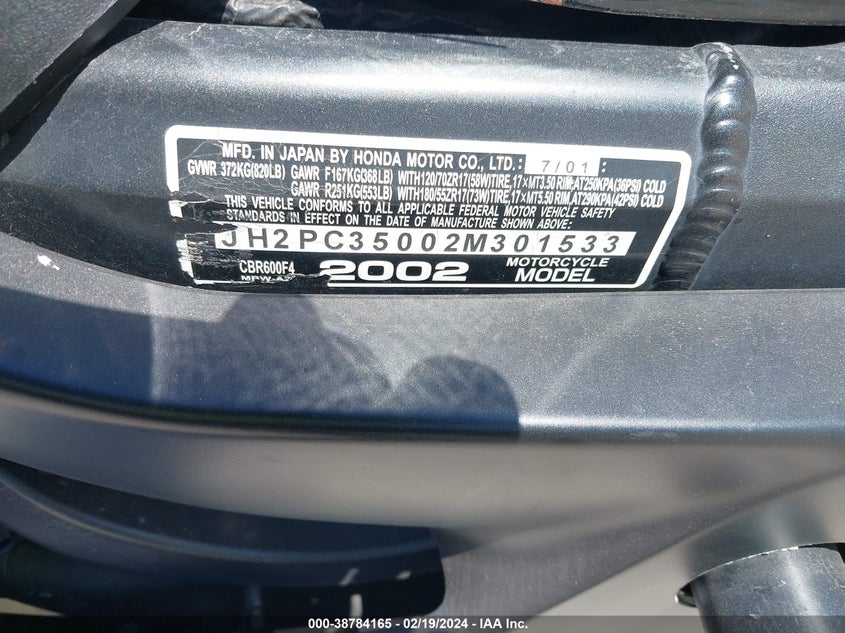 MFD. IN JAPAN BY HONDA MOTOR CO., LTD.: 7/01 :
GVWR 372KG(820LB) GAWR F167KG(368LB) WITH120/70ZR17(58W)TIRE,17×MT3.50 RIM,AT250KPA(36PSI) COLD
GAWR R251KG(553LB) WITH180/55ZR17(73W)TIRE,17×MT5.50 RIM,AT290KPA(42PSI) COLD
THIS VEHICLE CONFORMS TO ALL APPLICABLE FEDERAL MOTOR VEHICLE SAFETY
STANDARDS IN EFFECT ON THE DATE OF MANUFACTURE SHOWN ABOVE:
JH2PC35002M301533
CBR600F4 2002 MOTORCYCLE
MODEL
000-38784165 - 02/19/2024 - IAA Inc.